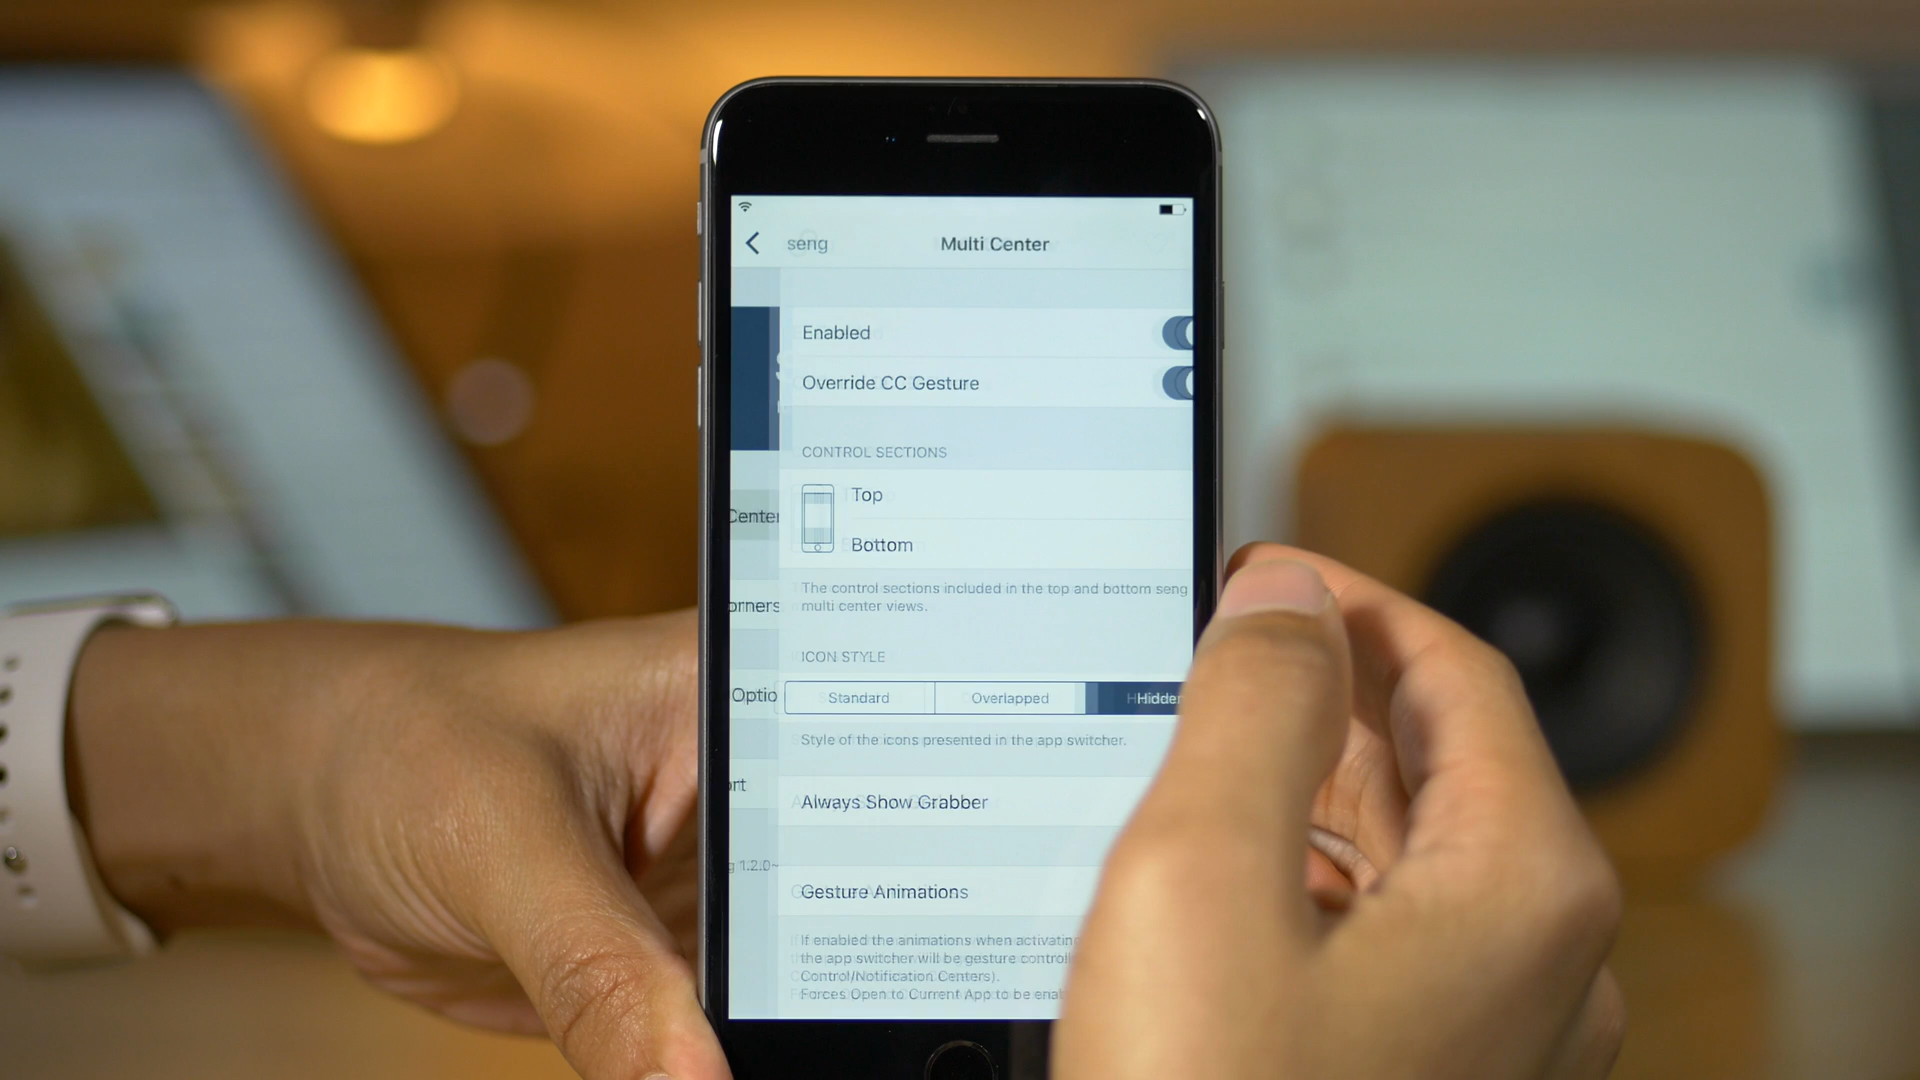 seng Multi Center
Enabled
Override CC Gesture
CONTROL SECTIONS
Top
Center
Bottom
The control sections included in the top and bottom seng
orners
multi center views.
ICON STYLE
Optio
Standard Overlapped Hidden
Style of the icons presented in the app switcher.
ort
Always Show Grabber
g 1.2.0~
Gesture Animations
If enabled the animations when activating
the app switcher will be gesture controll
Control/Notification Centers).
Forces Open to Current App to be enab